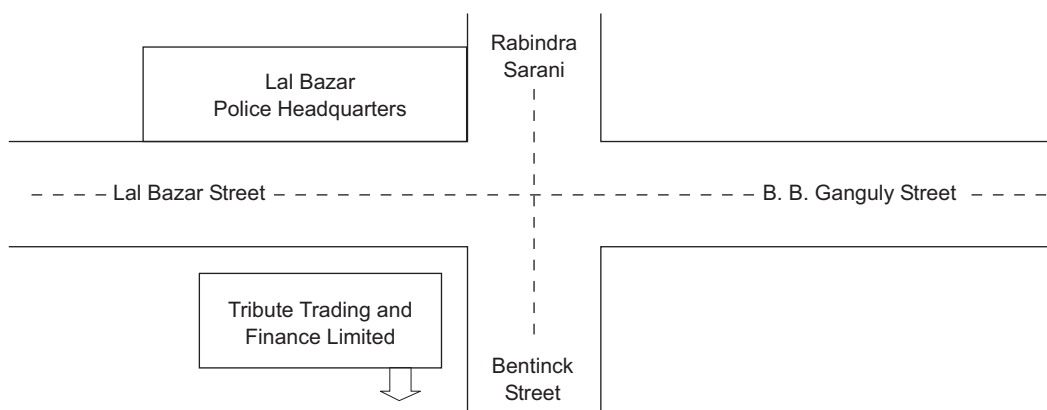 Rabindra
Sarani
Lal Bazar
Police Headquarters
Lal Bazar Street
B. B. Ganguly Street
Tribute Trading and
Finance Limited
Bentinck
Street